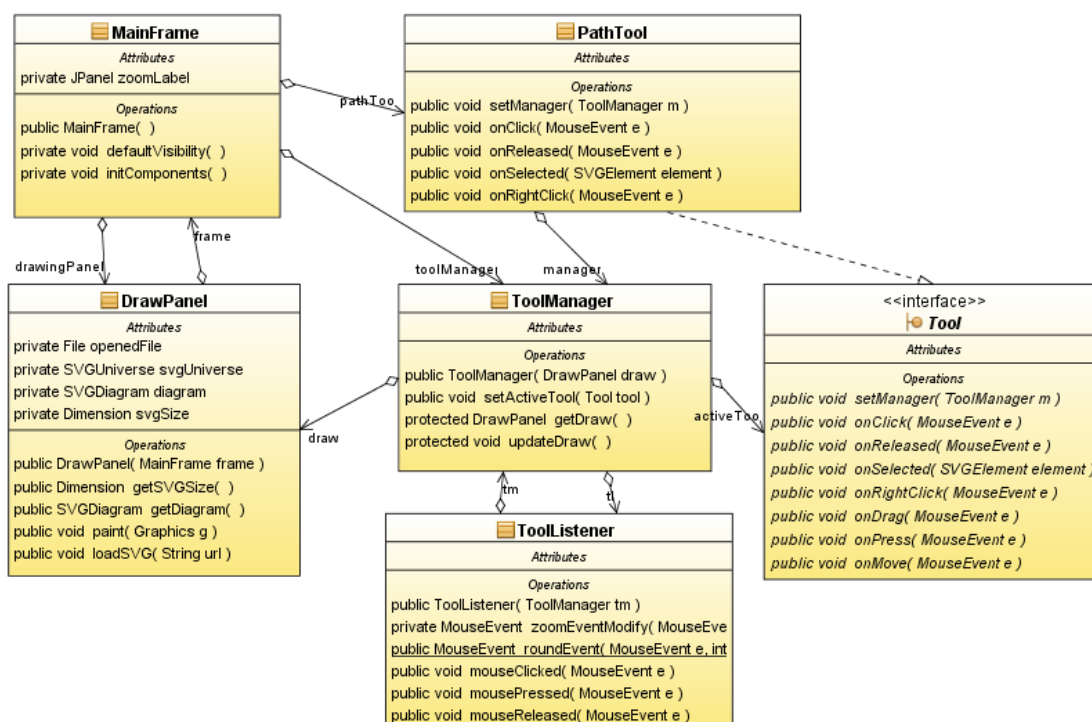 MainFrame
Attributes
private JPanel zoomLabel
Operations
public MainFrame( )
private void defaultVisibility( )
private void initComponents( )
PathTool
Attributes
Operations
public void setManager( ToolManager m )
public void onClick( MouseEvent e )
public void onReleased( MouseEvent e )
public void onSelected( SVGElement element )
public void onRightClick( MouseEvent e )
pathToo
frame
drawingPanel
toolManager
manager
DrawPanel
Attributes
private File openedFile
private SVGUniverse svgUniverse
private SVGDiagram diagram
private Dimension svgSize
Operations
public DrawPanel( MainFrame frame )
public Dimension getSVGSize( )
public SVGDiagram getDiagram( )
public void paint( Graphics g )
public void loadSVG( String url )
ToolManager
Attributes
Operations
public ToolManager( DrawPanel draw )
public void setActiveTool( Tool tool )
protected DrawPanel getDraw( )
protected void updateDraw( )
draw
activeToo
<<interface>>
Tool
Attributes
Operations
public void setManager( ToolManager m )
public void onClick( MouseEvent e )
public void onReleased( MouseEvent e )
public void onSelected( SVGElement element )
public void onRightClick( MouseEvent e )
public void onDrag( MouseEvent e )
public void onPress( MouseEvent e )
public void onMove( MouseEvent e )
tm
tl
ToolListener
Attributes
Operations
public ToolListener( ToolManager tm )
private MouseEvent zoomEventModify( MouseEve
public MouseEvent roundEvent( MouseEvent e, int
public void mouseClicked( MouseEvent e )
public void mousePressed( MouseEvent e )
public void mouseReleased( MouseEvent e )